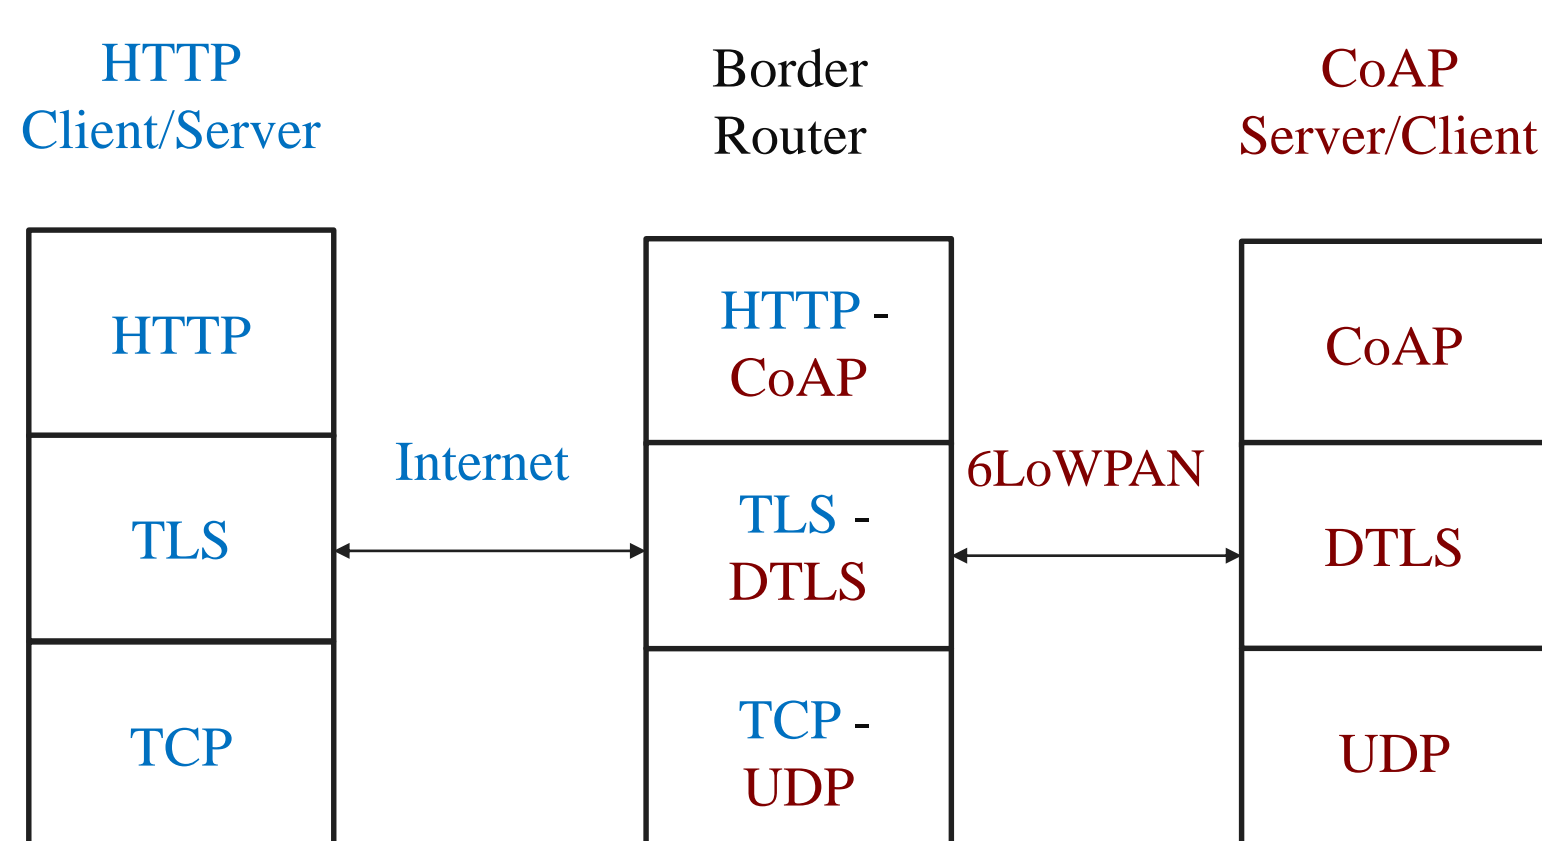 HTTP
Client/Server
Border
Router
CoAP
Server/Client
HTTP
HTTP -
CoAP
CoAP
Internet
6LoWPAN
TLS
TLS -
DTLS
DTLS
TCP
TCP -
UDP
UDP